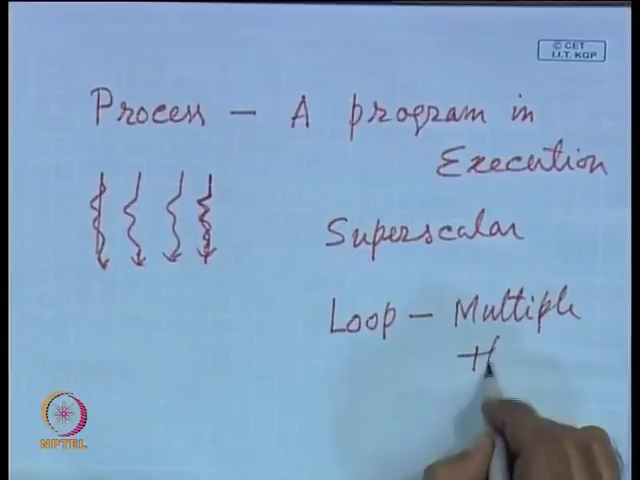 © CET
I.I.T. KGP
Process – A program in
Execution
Superscalar
Loop – Multiple
NPTEL